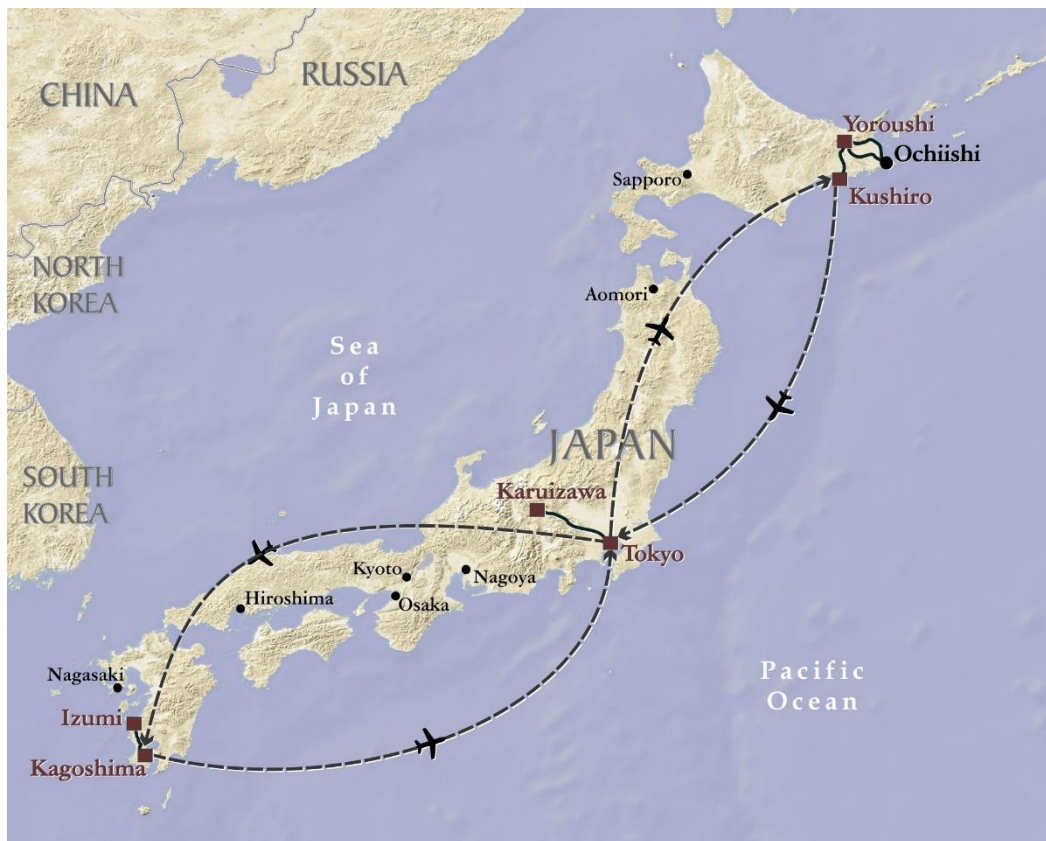 RUSSIA
CHINA
Yoroushi
Ochiishi
Sapporo
Kushiro
NORTH
KOREA
Aomori
Sea
of
Japan
JAPAN
SOUTH
KOREA
Karuizawa
Tokyo
Kyoto
Nagoya
Hiroshima
Osaka
Nagasaki
Pacific
Ocean
Izumi
Kagoshima